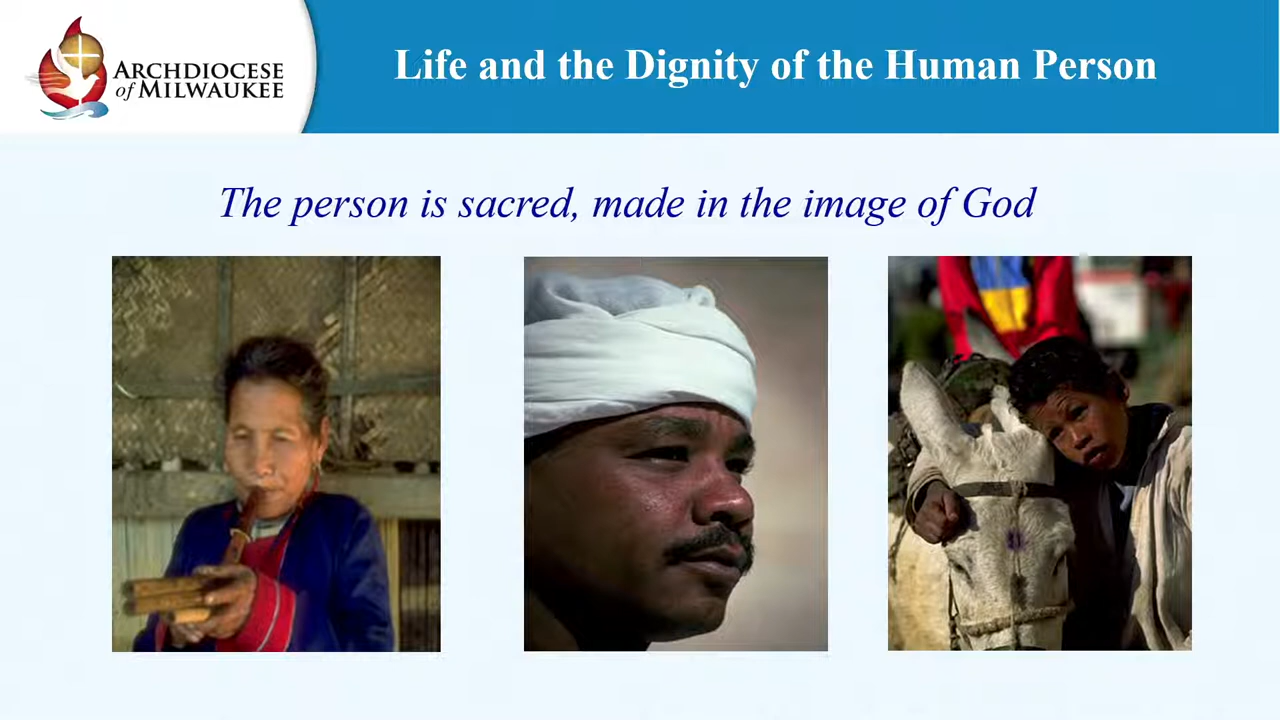 ARCHDIOCESE
of MILWAUKEE
Life and the Dignity of the Human Person
The person is sacred, made in the image of God